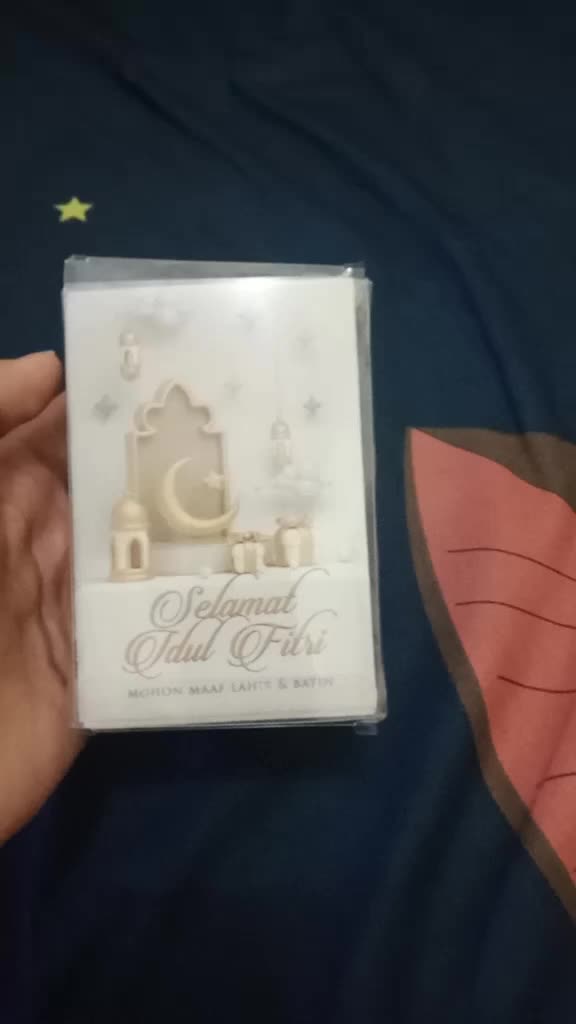 Selamat
Idul Fitri
MOHON MAAF LAHIR & BATIN